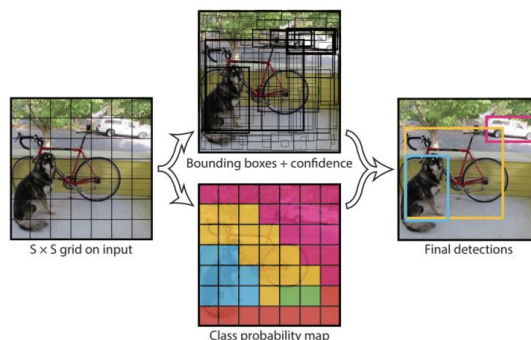 Bounding boxes + confidence
S × S grid on input
Final detections
Class probability map